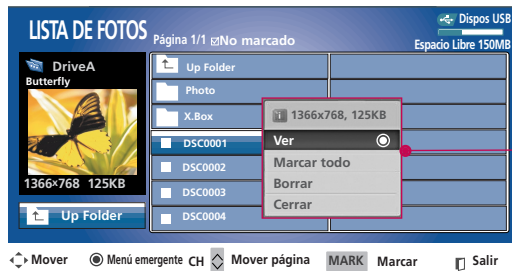 LISTA DE FOTOS
Página 1/1 No marcado
Dispos USB
Espacio Libre 150MB
DriveA
Butterfly
1366×768 125KB
Up Folder
Up Folder
Photo
X.Box
DSC0001
DSC0002
DSC0003
DSC0004
1366x768, 125KB
Ver
Marcar todo
Borrar
Cerrar
Mover
Menú emergente
CH Mover página
MARK Marcar
Salir